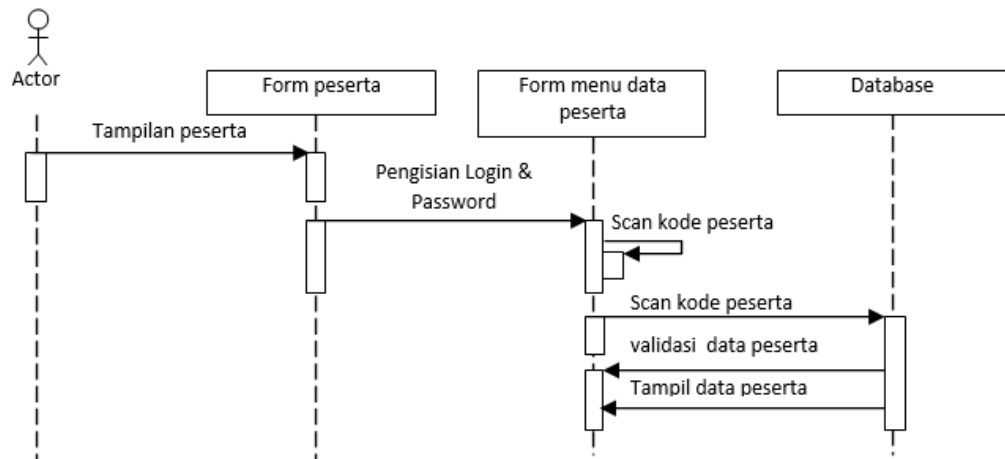 Actor
Form peserta
Form menu data
peserta
Database
Tampilan peserta
Pengisian Login &
Password
Scan kode peserta
Scan kode peserta
validasi data peserta
Tampil data peserta